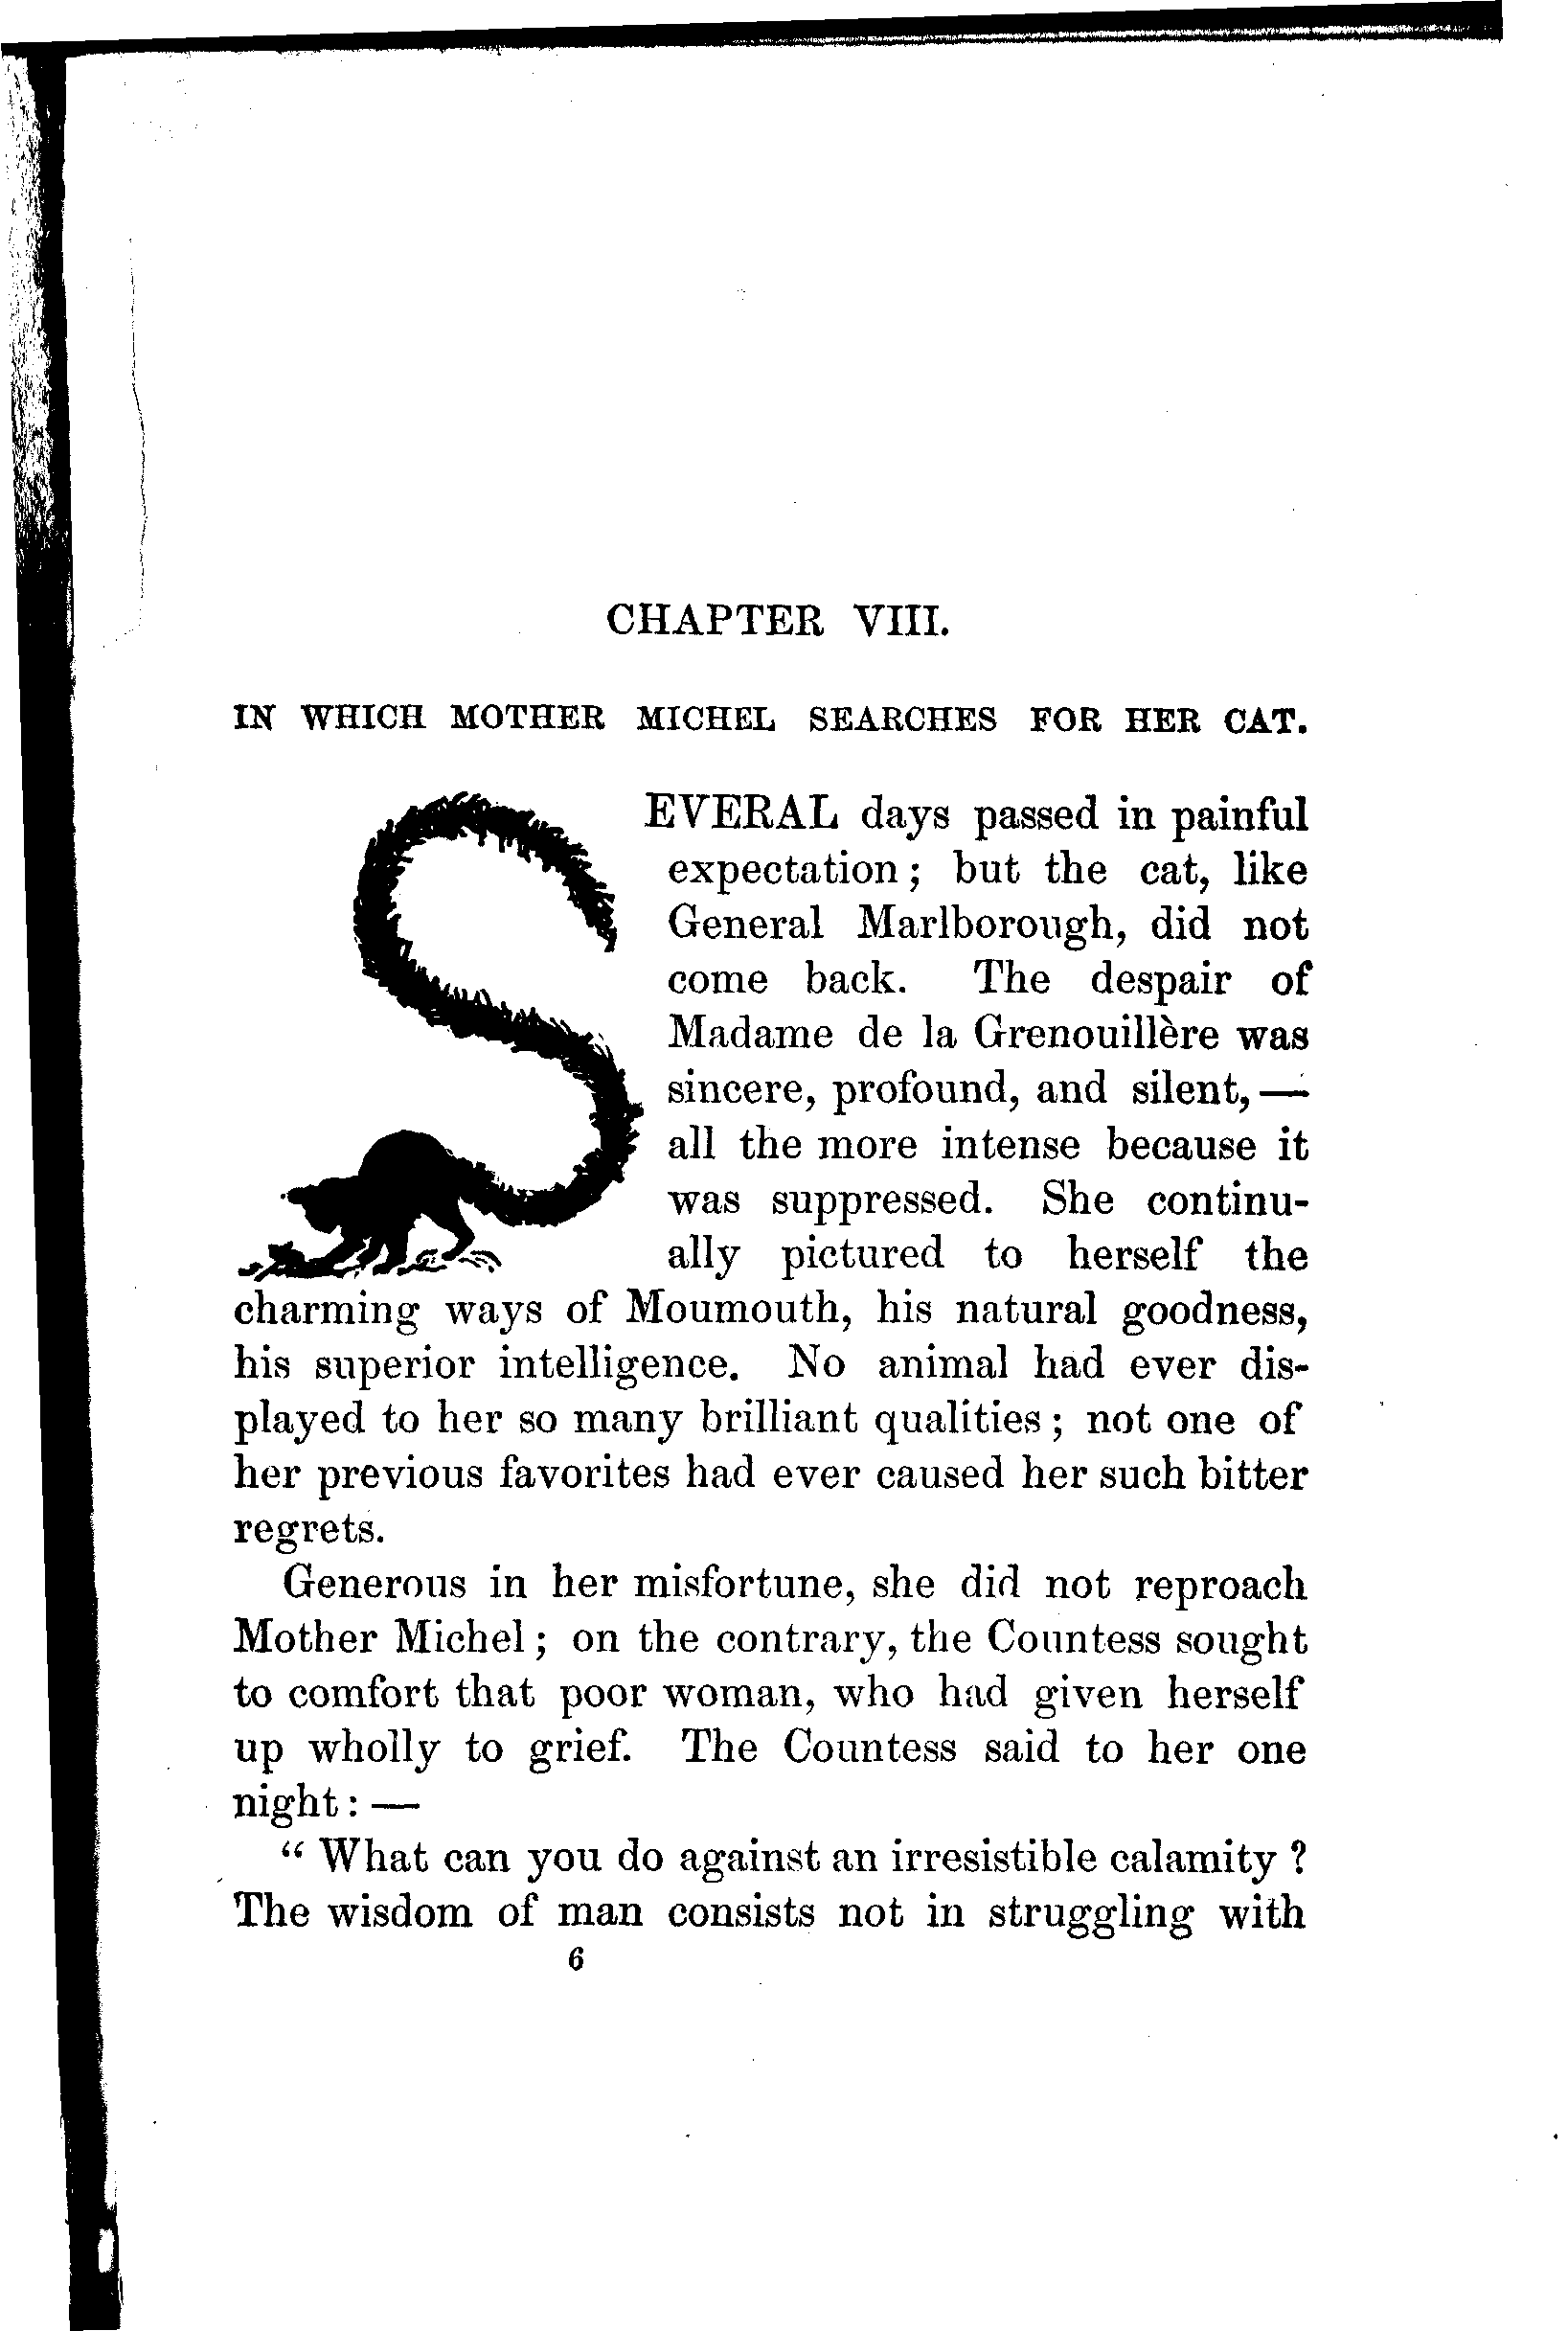 CHAPTER VIII.
IN WHICH MOTHER MICHEL SEARCHES FOR HER CAT.
SEVERAL days passed in painful
expectation; but the cat, like
General Marlborough, did not
come back. The despair of
Madame de la Grenouillère was
sincere, profound, and silent,—
all the more intense because it
was suppressed. She continu-
ally pictured to herself the
charming ways of Moumouth, his natural goodness,
his superior intelligence. No animal had ever dis-
played to her so many brilliant qualities; not one of
her previous favorites had ever caused her such bitter
regrets.
Generous in her misfortune, she did not reproach
Mother Michel; on the contrary, the Countess sought
to comfort that poor woman, who had given herself
up wholly to grief. The Countess said to her one
night:—
“What can you do against an irresistible calamity?
The wisdom of man consists not in struggling with
6